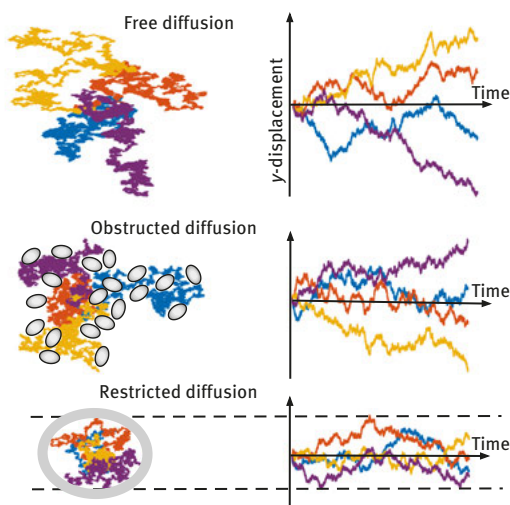 Free diffusion
y-displacement
Time
Obstructed diffusion
Time
Restricted diffusion
Time